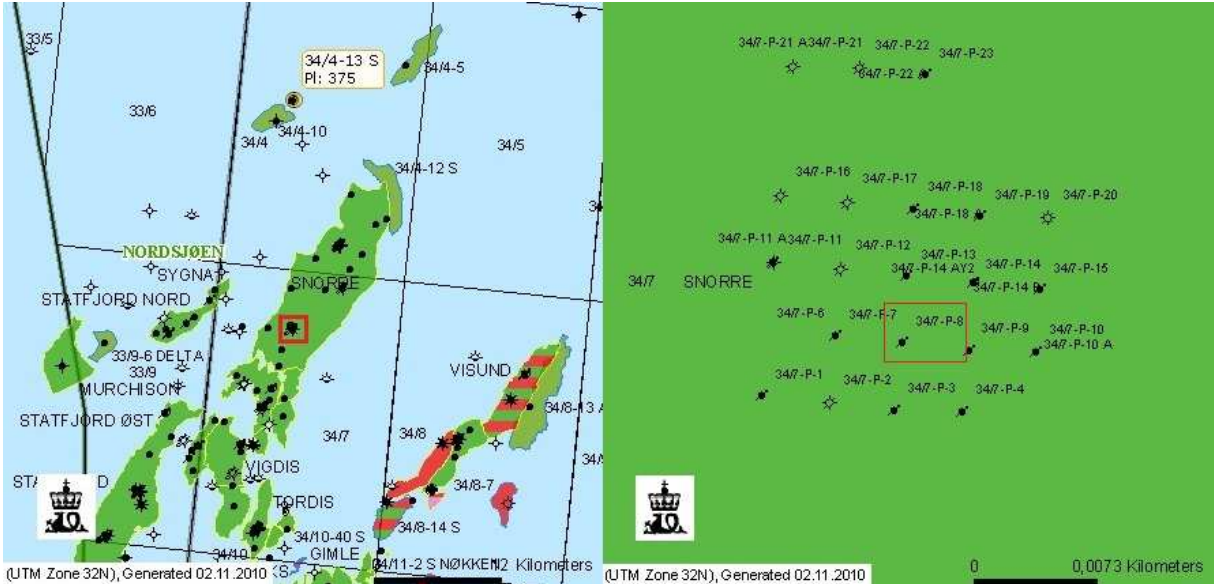 33/5
34/4-13 S
Pl: 375
34/4-5
33/6
34/4
34/4-10
34/5
34/4-12 S
NORDSJØEN
SYGNA
SNORRE
STATFJORD NORD
33/9-6 DELTA
33/9
MURCHISON
VISUND
STATFJORD ØST
34/8-13 A
34/7
34/8
VIGDIS
34/8-7
TORDIS
34/8-14 S
34/10-40 S
34/10
GIMLE
34/11-2 S NØKKEN
Kilometers
(UTM Zone 32N), Generated 02.11.2010
34/7-P-21 A
34/7-P-21
34/7-P-22
34/7-P-23
34/7-P-22 A
34/7-P-16
34/7-P-17
34/7-P-18
34/7-P-19
34/7-P-20
34/7-P-18
34/7-P-11 A
34/7-P-11
34/7-P-12
34/7-P-13
34/7-P-14 AY2
34/7-P-14
34/7-P-15
34/7-P-14 B
34/7 SNORRE
34/7-P-6
34/7-P-7
34/7-P-8
34/7-P-9
34/7-P-10
34/7-P-10 A
34/7-P-1
34/7-P-2
34/7-P-3
34/7-P-4
0 0,0073 Kilometers
(UTM Zone 32N), Generated 02.11.2010